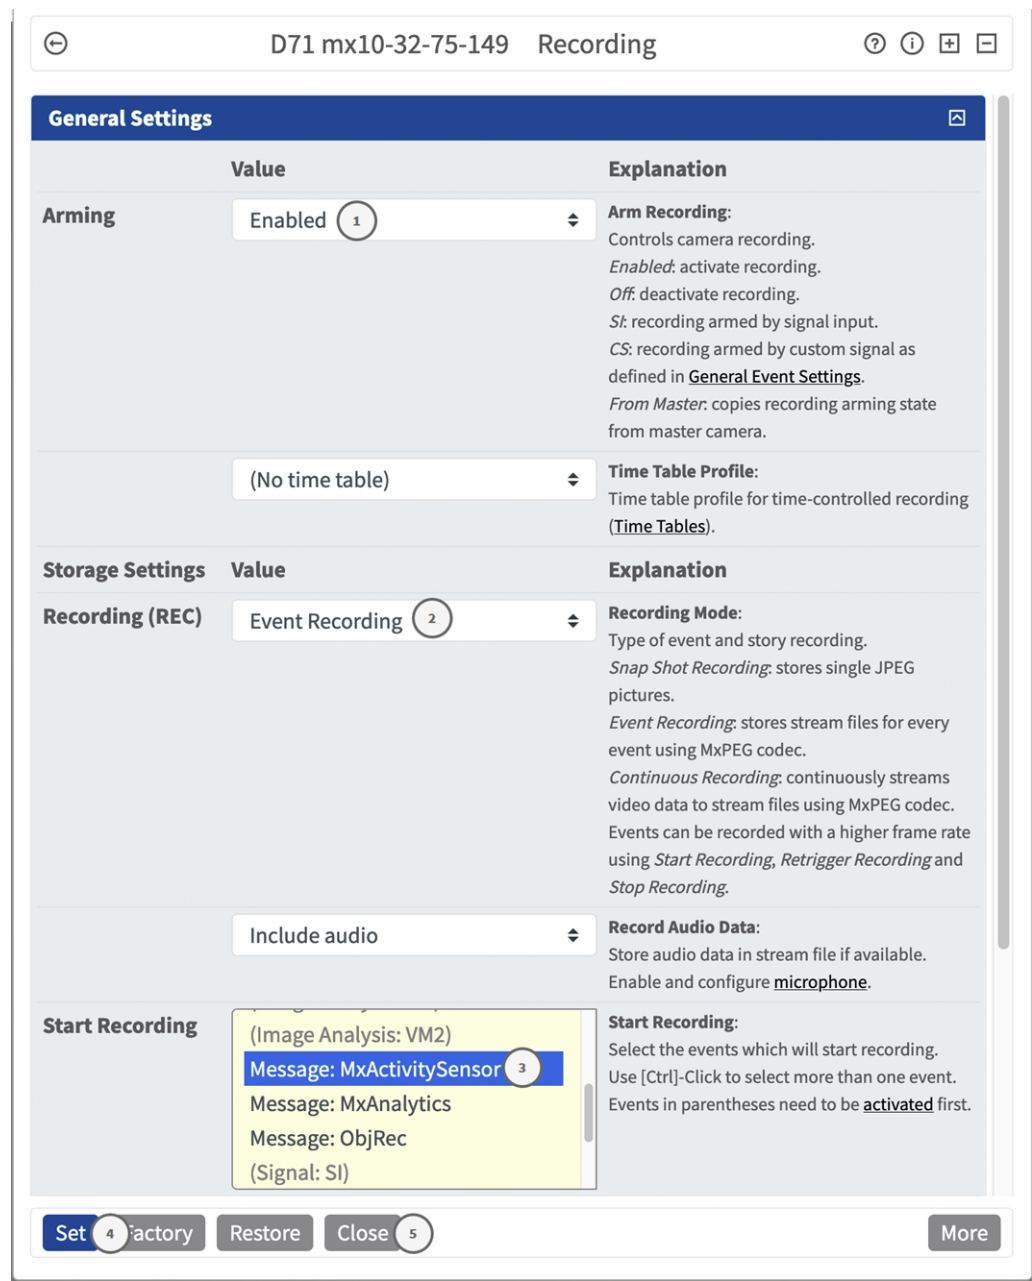 D71 mx10-32-75-149 Recording
General Settings
Value Explanation
Arming
Enabled 1
Arm Recording:
Controls camera recording.
Enabled: activate recording.
Off: deactivate recording.
SI: recording armed by signal input.
CS: recording armed by custom signal as
defined in General Event Settings.
From Master: copies recording arming state
from master camera.
(No time table)
Time Table Profile:
Time table profile for time-controlled recording
(Time Tables).
Storage Settings Value Explanation
Recording (REC)
Event Recording 2
Recording Mode:
Type of event and story recording.
Snap Shot Recording: stores single JPEG
pictures.
Event Recording: stores stream files for every
event using MxPEG codec.
Continuous Recording: continuously streams
video data to stream files using MxPEG codec.
Events can be recorded with a higher frame rate
using Start Recording, Retrigger Recording and
Stop Recording.
Include audio
Record Audio Data:
Store audio data in stream file if available.
Enable and configure microphone.
Start Recording
(Image Analysis: VM2)
Message: MxActivitySensor 3
Message: MxAnalytics
Message: ObjRec
(Signal: SI)
Start Recording:
Select the events which will start recording.
Use [Ctrl]-Click to select more than one event.
Events in parentheses need to be activated first.
Set 4 actory Restore Close 5 More